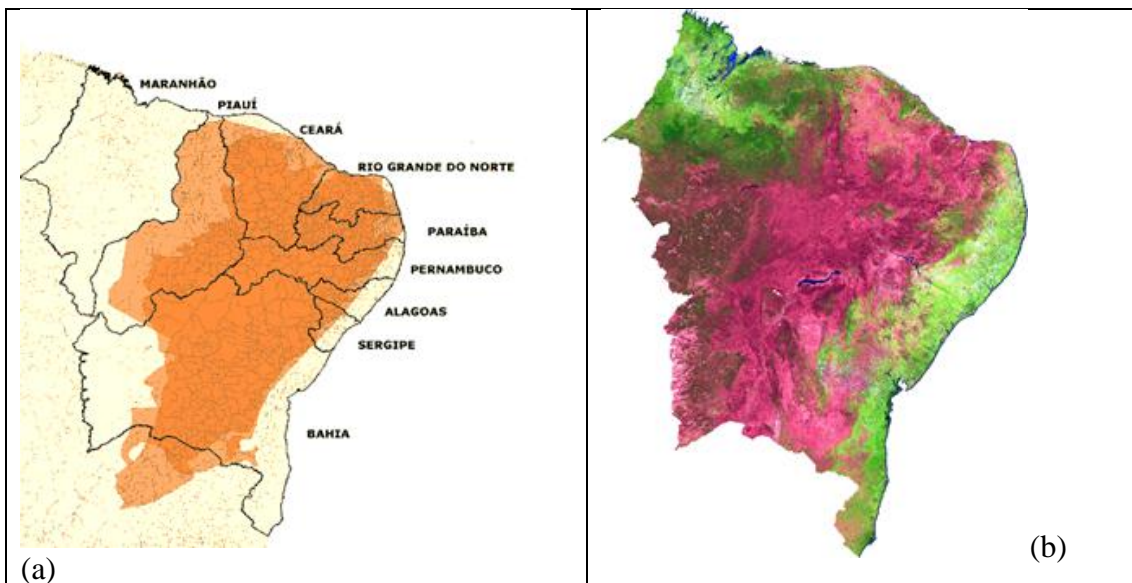 MARANHÃO
PIAUÍ
CEARÁ
RIO GRANDE DO NORTE
PARAÍBA
PERNAMBUCO
ALAGOAS
SERGIPE
BAHIA
(a)
(b)